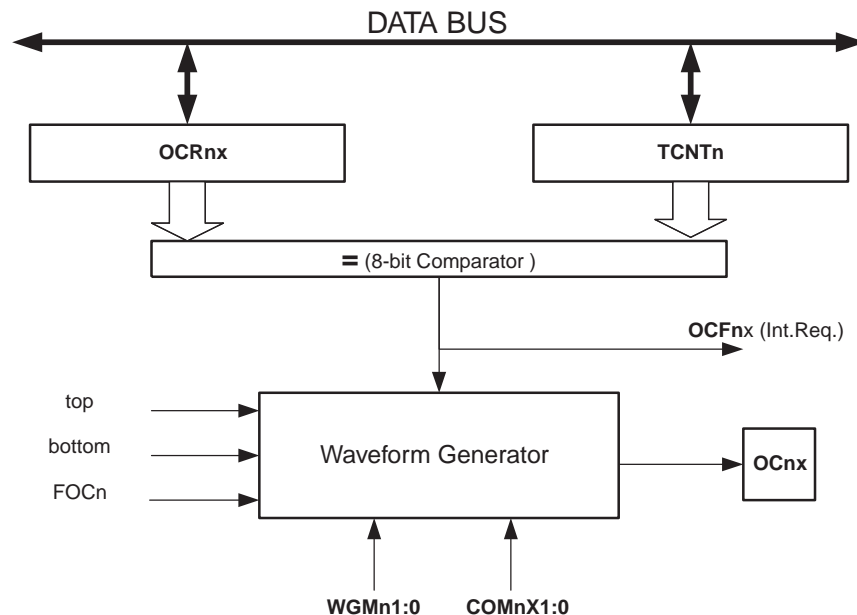 DATA BUS
OCRnx
TCNTn
= (8-bit Comparator )
OCFnx (Int.Req.)
top
bottom
FOCn
Waveform Generator
OCnx
WGMn1:0
COMnX1:0